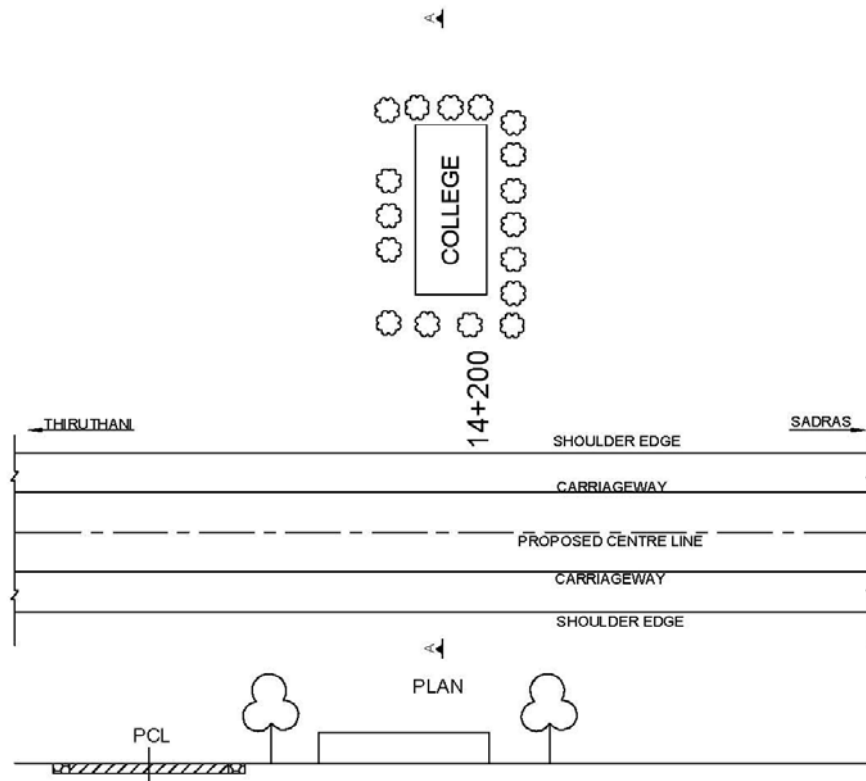 A
COLLEGE
14+200
THIRUTHANI
SADRAS
SHOULDER EDGE
CARRIAGEWAY
PROPOSED CENTRE LINE
CARRIAGEWAY
SHOULDER EDGE
A
PLAN
PCL